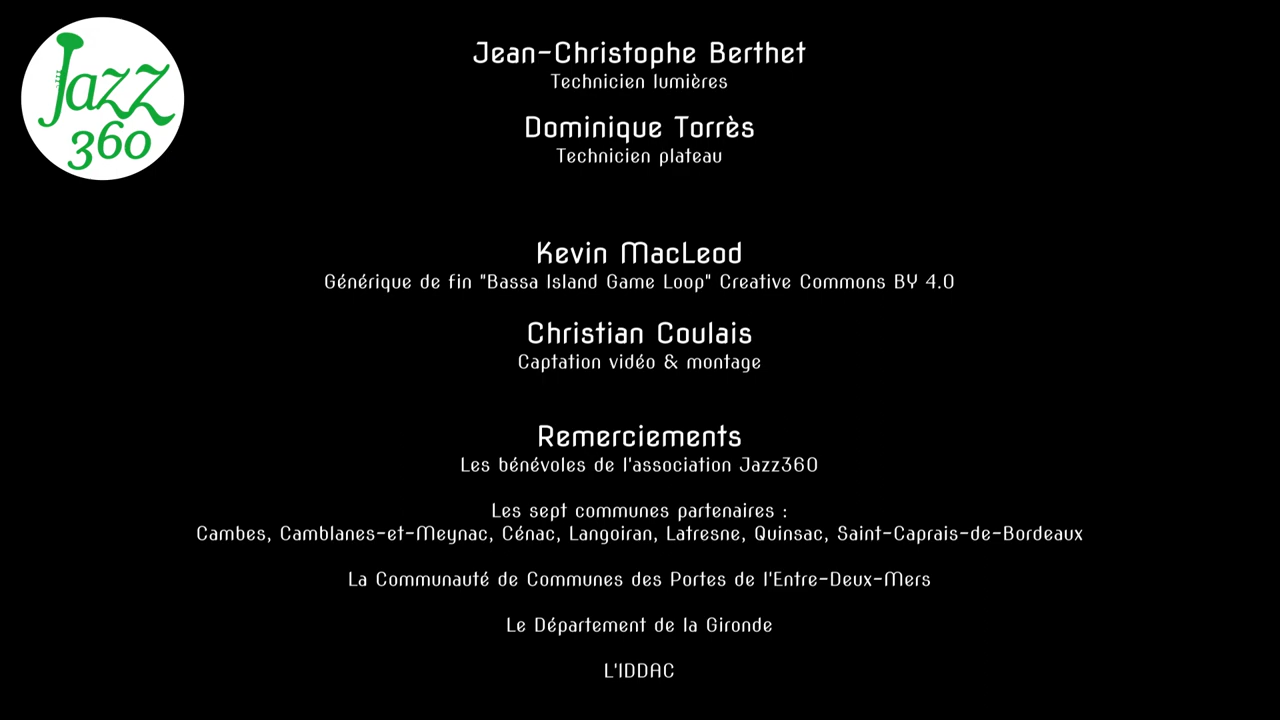 Jazz
360
Jean-Christophe Berthet
Technicien lumières
Dominique Torrès
Technicien plateau
Kevin MacLeod
Générique de fin "Bassa Island Game Loop" Creative Commons BY 4.0
Christian Coulais
Captation vidéo & montage
Remerciements
Les bénévoles de l'association Jazz360
Les sept communes partenaires :
Cambes, Camblanes-et-Meynac, Cénac, Langoiran, Latresne, Quinsac, Saint-Caprais-de-Bordeaux
La Communauté de Communes des Portes de l'Entre-Deux-Mers
Le Département de la Gironde
L'IDDAC